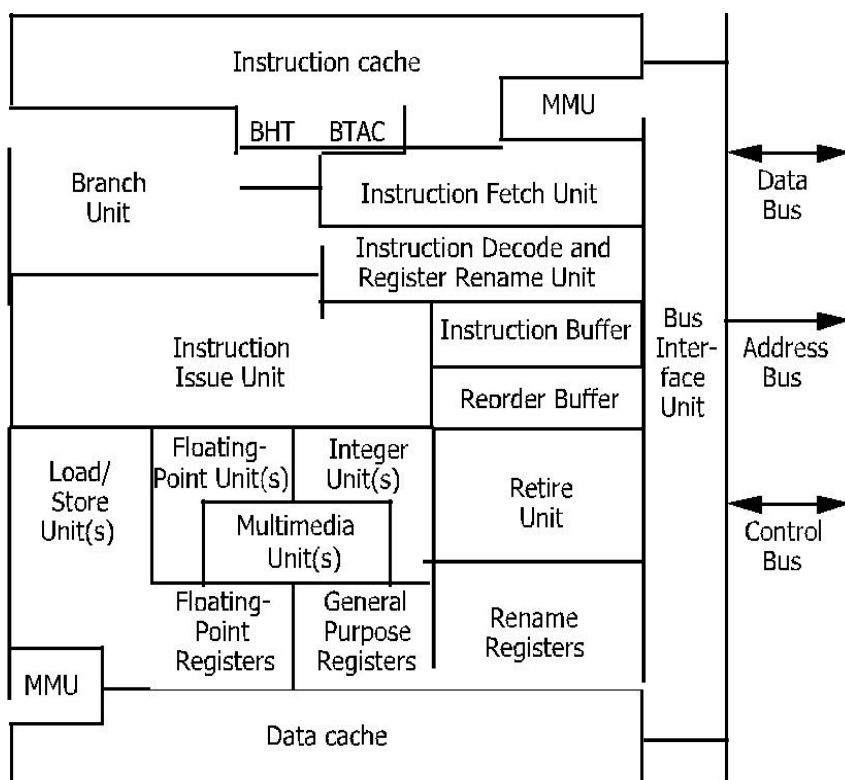 Instruction cache
MMU
BHT
BTAC
Branch
Unit
Instruction Fetch Unit
Data
Bus
Instruction Decode and
Register Rename Unit
Instruction
Issue Unit
Instruction Buffer
Reorder Buffer
Bus
Inter-
face
Unit
Address
Bus
Load/
Store
Unit(s)
Floating-
Point Unit(s)
Integer
Unit(s)
Multimedia
Unit(s)
Retire
Unit
Control
Bus
Floating-
Point
Registers
General
Purpose
Registers
Rename
Registers
MMU
Data cache